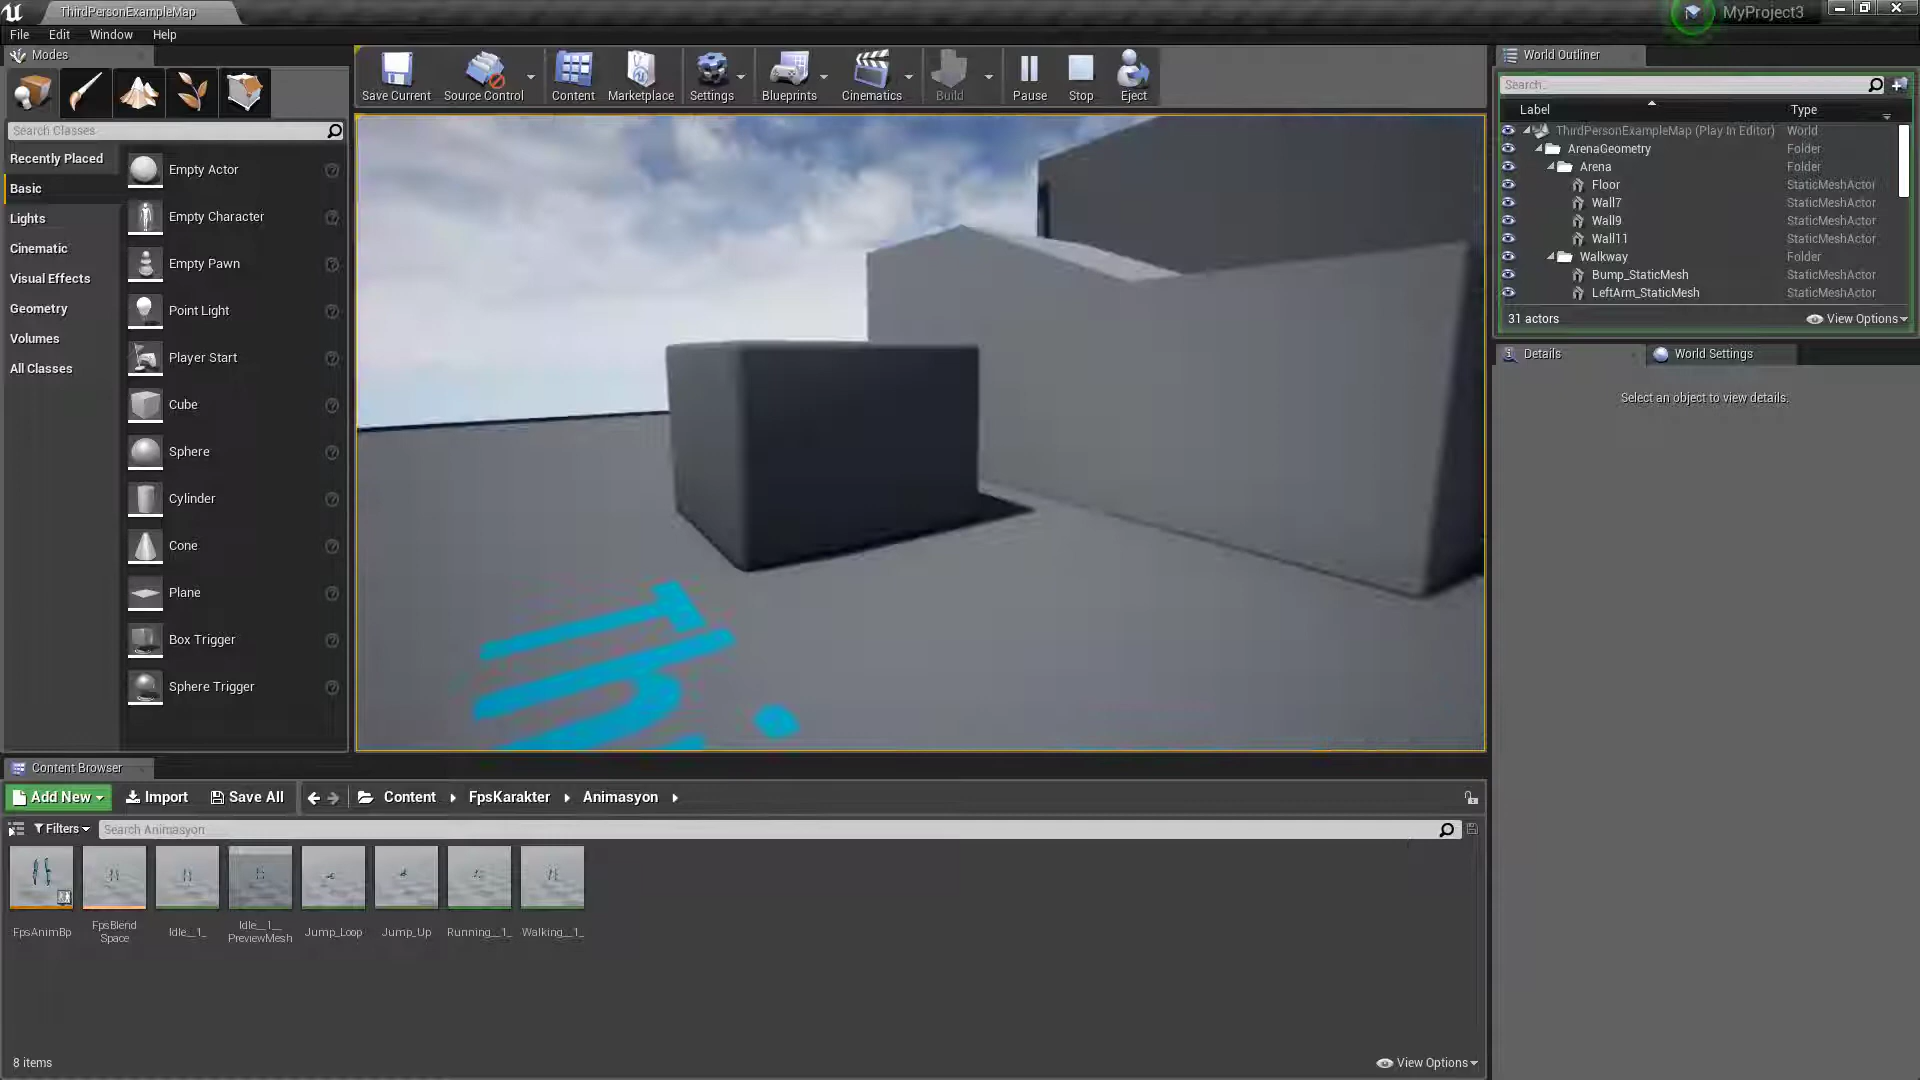 ThirdPersonExampleMap
MyProject3
File Edit Window Help
Modes
Search Classes
Recently Placed
Basic
Lights
Cinematic
Visual Effects
Geometry
Volumes
All Classes
Empty Actor
Empty Character
Empty Pawn
Point Light
Player Start
Cube
Sphere
Cylinder
Cone
Plane
Box Trigger
Sphere Trigger
Save Current Source Control Content Marketplace Settings Blueprints Cinematics Build Pause Stop Eject
World Outliner
Search...
Label Type
ThirdPersonExampleMap (Play In Editor) World
ArenaGeometry Folder
Arena Folder
Floor StaticMeshActor
Wall7 StaticMeshActor
Wall9 StaticMeshActor
Wall11 StaticMeshActor
Walkway Folder
Bump_StaticMesh StaticMeshActor
LeftArm_StaticMesh StaticMeshActor
31 actors View Options
Details World Settings
Select an object to view details.
Content Browser
Add New Import Save All Content FpsKarakter Animasyon
Filters Search Animasyon
FpsAnimBp
FpsBlend
Space
Idle__1_
Idle__1__
PreviewMesh
Jump_Loop
Jump_Up
Running__1_
Walking__1_
8 items View Options